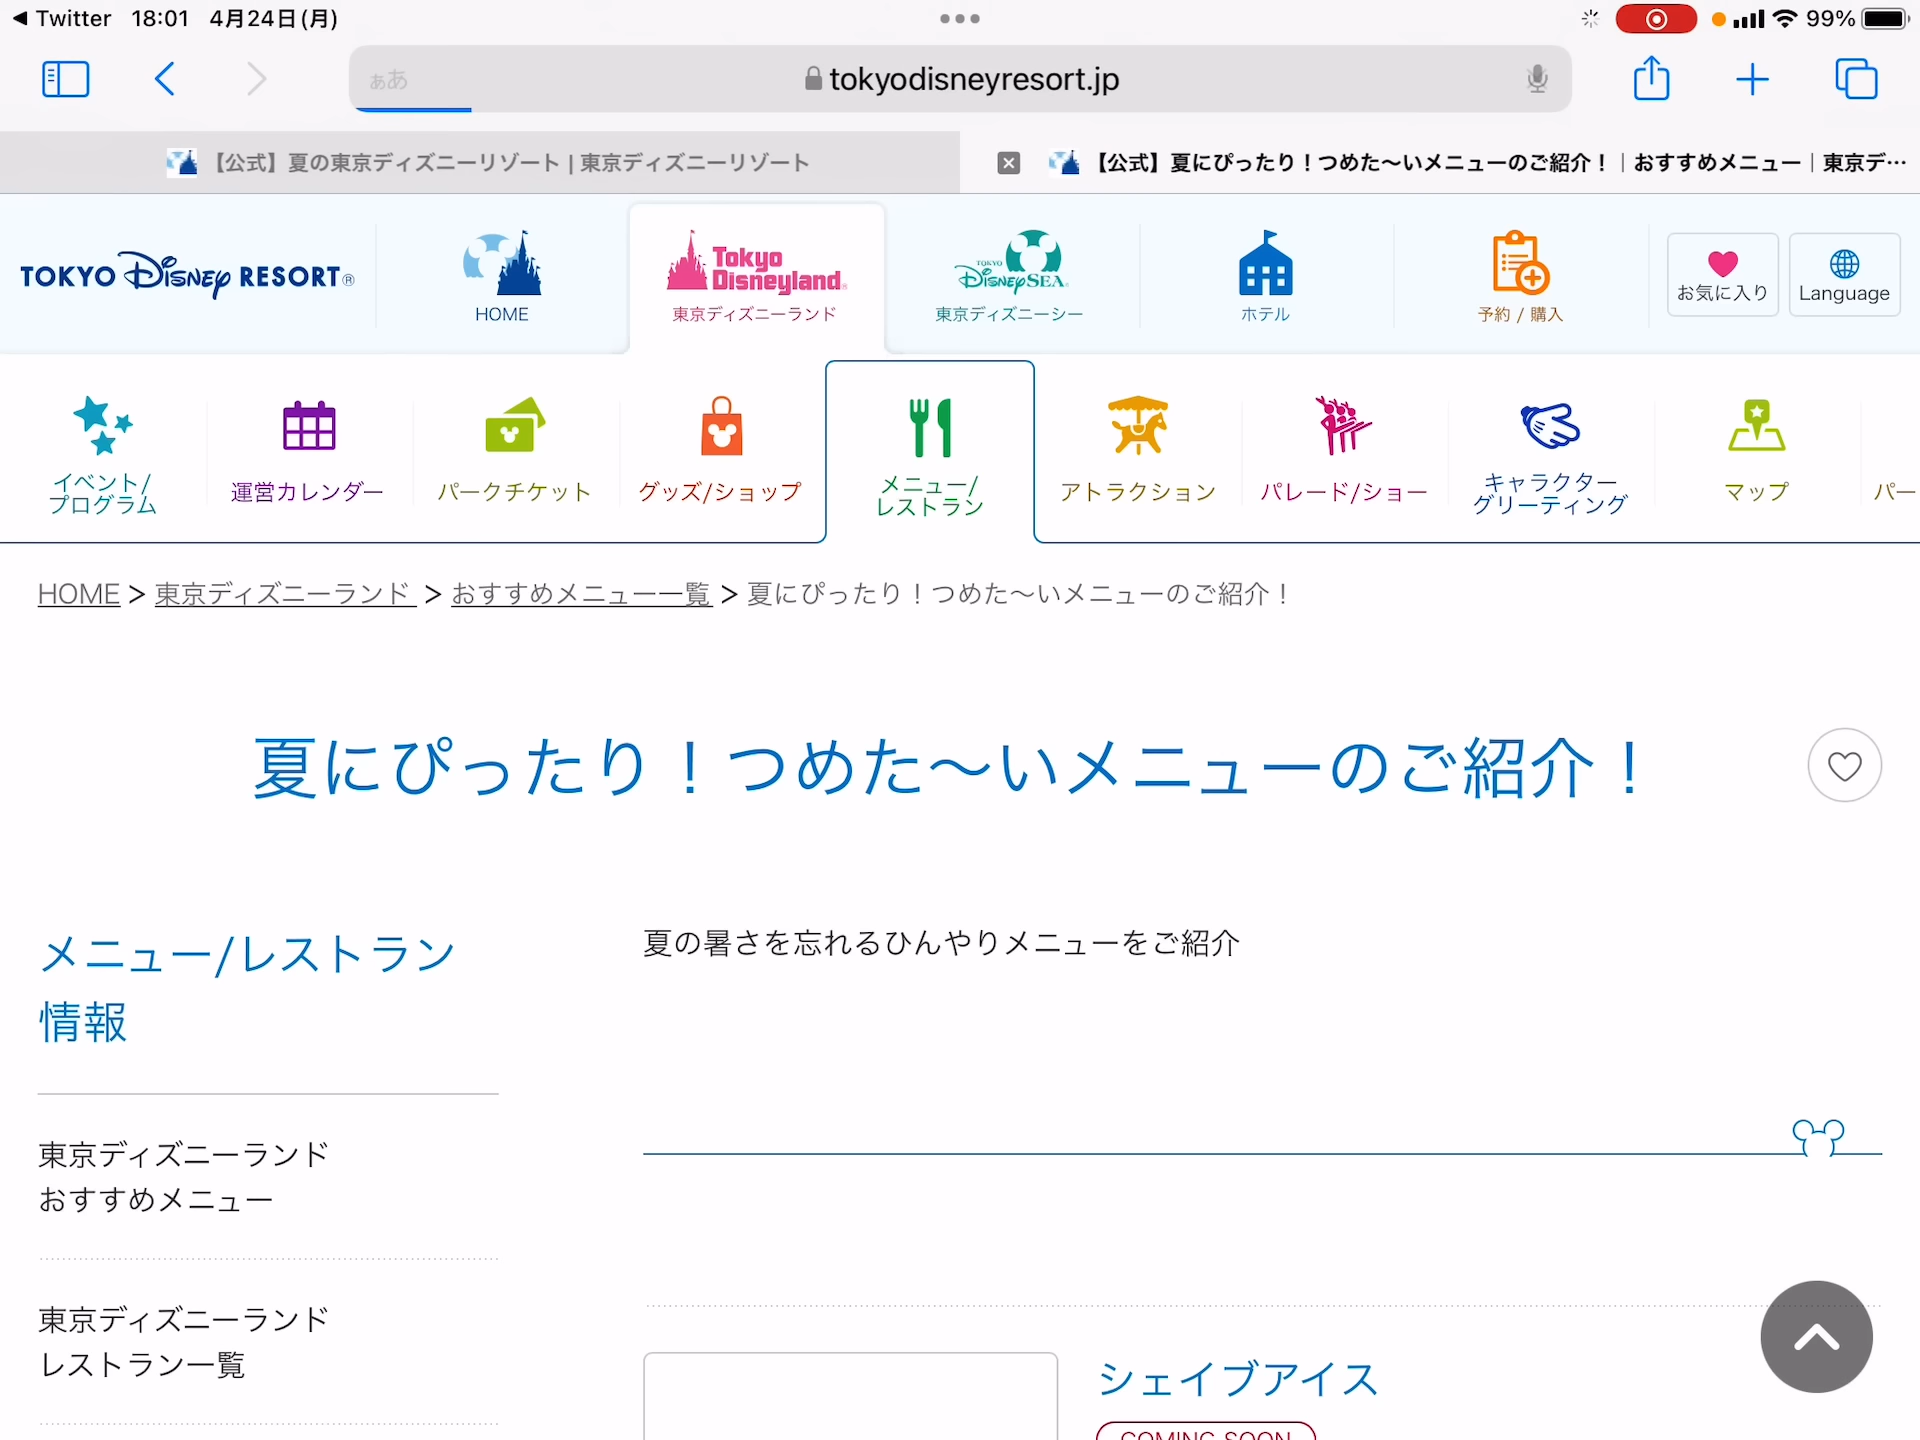 ◀ Twitter 18:01 4月24日(月)
99%
ぁあ
tokyodisneyresort.jp
【公式】夏の東京ディズニーリゾート | 東京ディズニーリゾート
【公式】夏にぴったり！つめた～いメニューのご紹介！｜おすすめメニュー｜東京デ…
TOKYO Disney RESORT®
HOME
Tokyo Disneyland®
東京ディズニーランド
TOKYO DisneySEA®
東京ディズニーシー
ホテル
予約 / 購入
お気に入り
Language
イベント/
プログラム
運営カレンダー
パークチケット
グッズ/ショップ
メニュー/
レストラン
アトラクション
パレード/ショー
キャラクター
グリーティング
マップ
パー
HOME > 東京ディズニーランド > おすすめメニュー一覧 > 夏にぴったり！つめた～いメニューのご紹介！
夏にぴったり！つめた～いメニューのご紹介！
メニュー/レストラン
情報
東京ディズニーランド
おすすめメニュー
東京ディズニーランド
レストラン一覧
夏の暑さを忘れるひんやりメニューをご紹介
シェイブアイス
COMING SOON